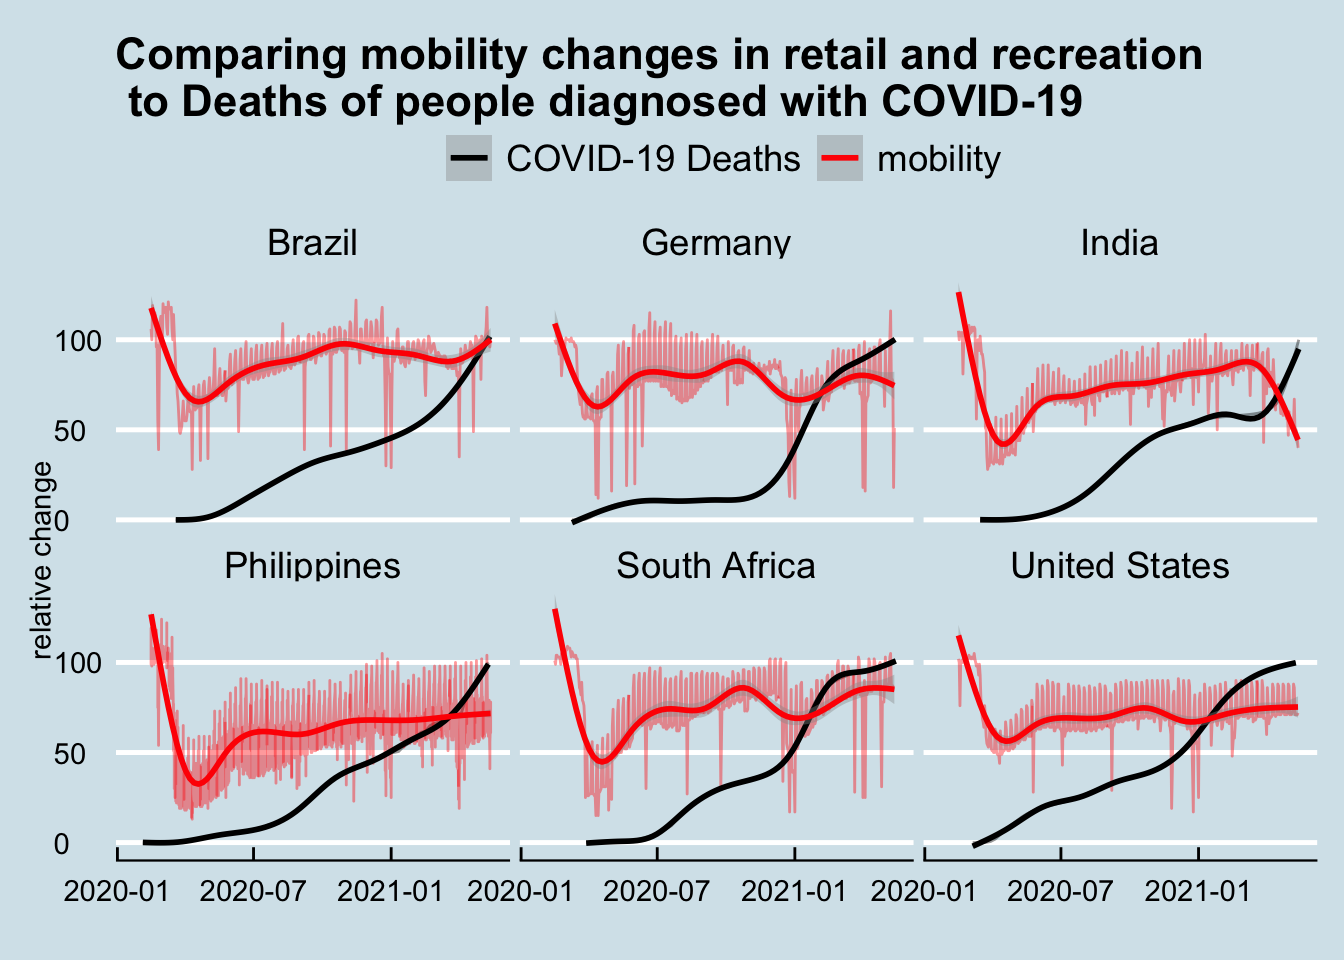 Comparing mobility changes in retail and recreation
to Deaths of people diagnosed with COVID-19
COVID-19 Deaths mobility
Brazil Germany India
100
50
0
Philippines South Africa United States
100
50
0
relative change
2020-01 2020-07 2021-01 2020-01 2020-07 2021-01 2020-01 2020-07 2021-01